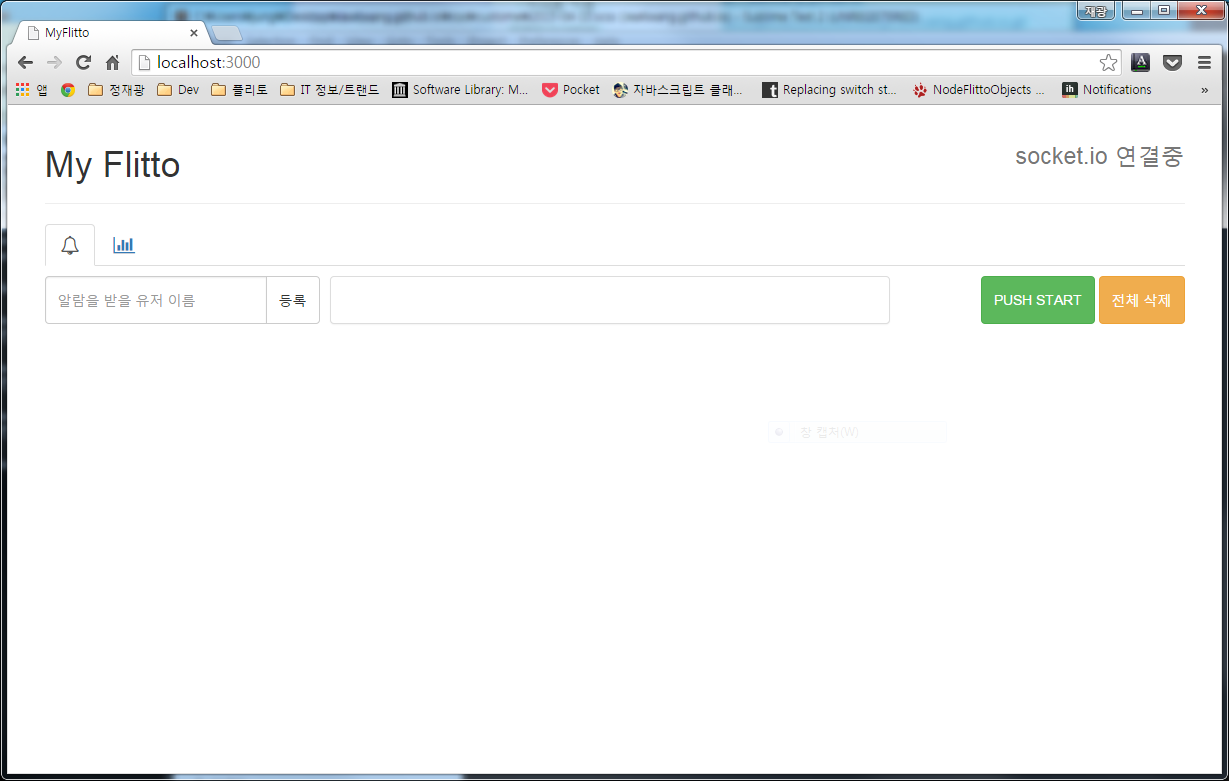 재광
MyFlitto
localhost:3000
앱 정재광 Dev 플리토 IT 정보/트랜드 Software Library: M... Pocket 자바스크립트 클래... Replacing switch st... NodeFlittoObjects ... ih Notifications »
My Flitto
socket.io 연결중
알람을 받을 유저 이름 등록 PUSH START 전체 삭제
창 캡처(W)